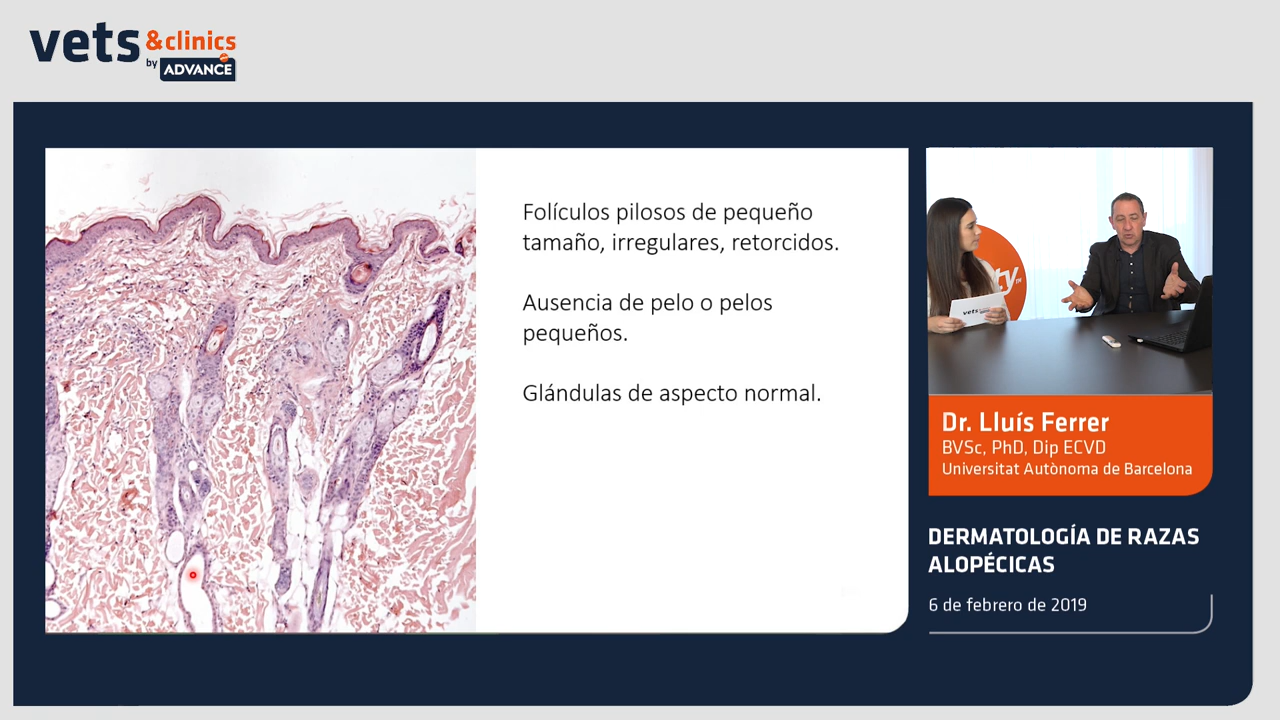 vets &clinics
by ADVANCE
Folículos pilosos de pequeño
tamaño, irregulares, retorcidos.
Ausencia de pelo o pelos
pequeños.
Glándulas de aspecto normal.
vets
Dr. Lluís Ferrer
BVSc, PhD, Dip ECVD
Universitat Autònoma de Barcelona
DERMATOLOGÍA DE RAZAS
ALOPÉCICAS
6 de febrero de 2019